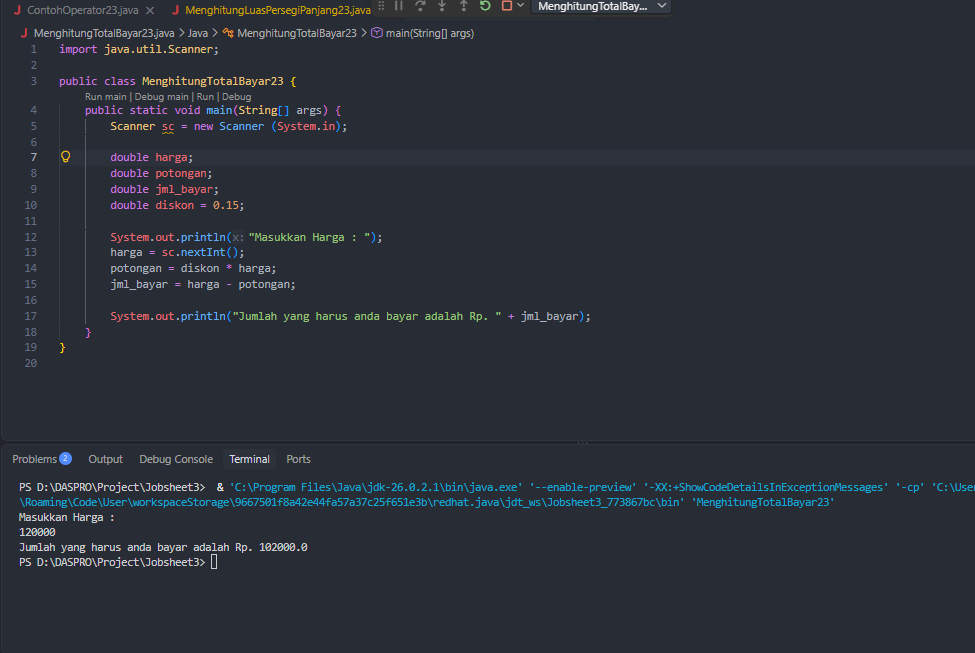 ContohOperator23.java
MenghitungLuasPersegiPanjang23.java
MenghitungTotalBay...
MenghitungTotalBayar23.java > Java > MenghitungTotalBayar23 > main(String[] args)
1 import java.util.Scanner;
2
3 public class MenghitungTotalBayar23 {
Run main | Debug main | Run | Debug
4 public static void main(String[] args) {
5 Scanner sc = new Scanner (System.in);
6
7 double harga;
8 double potongan;
9 double jml_bayar;
10 double diskon = 0.15;
11
12 System.out.println(x: "Masukkan Harga : ");
13 harga = sc.nextInt();
14 potongan = diskon * harga;
15 jml_bayar = harga - potongan;
16
17 System.out.println("Jumlah yang harus anda bayar adalah Rp. " + jml_bayar);
18 }
19 }
20
Problems 2 Output Debug Console Terminal Ports
PS D:\DASPRO\Project\Jobsheet3> & 'C:\Program Files\Java\jdk-26.0.2.1\bin\java.exe' '--enable-preview' '-XX:+ShowCodeDetailsInExceptionMessages' '-cp' 'C:\User
\Roaming\Code\User\workspaceStorage\9667501f8a42e44fa57a37c25f651e3b\redhat.java\jdt_ws\Jobsheet3_773867bc\bin' 'MenghitungTotalBayar23'
Masukkan Harga :
120000
Jumlah yang harus anda bayar adalah Rp. 102000.0
PS D:\DASPRO\Project\Jobsheet3>